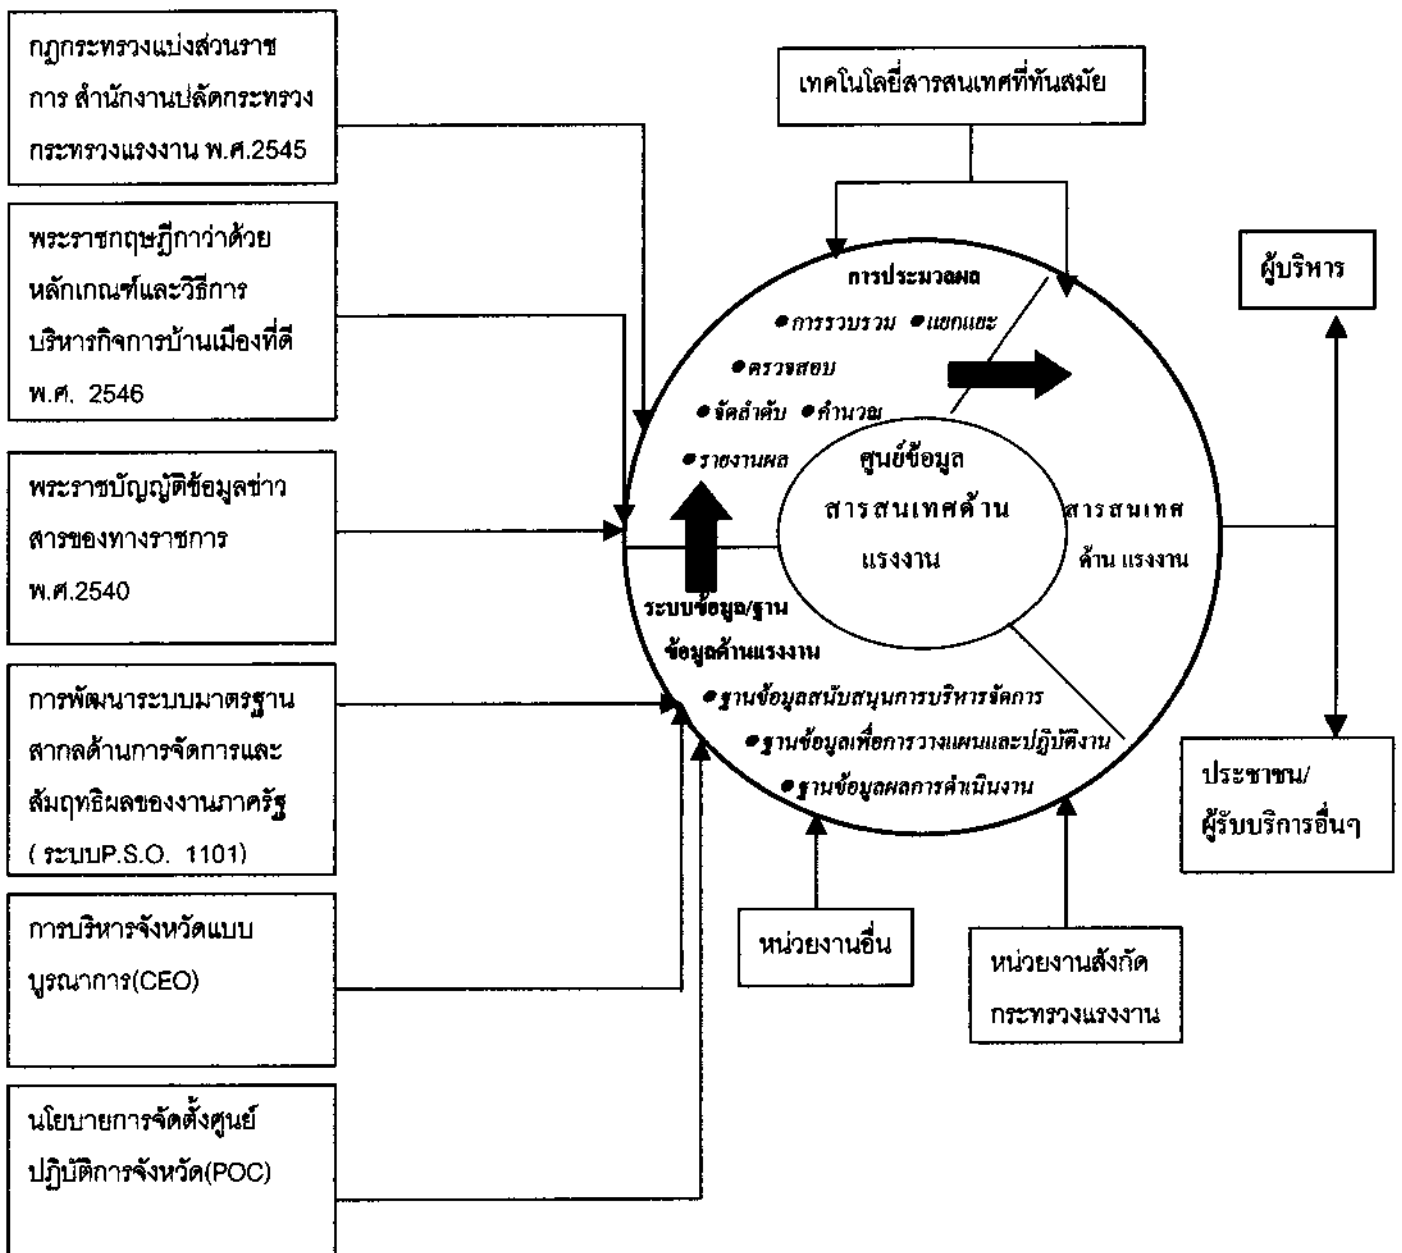 กฎกระทรวงแบ่งส่วนราช
การ สำนักงานปลัดกระทรวง
กระทรวงแรงงาน พ.ศ.2545
พระราชกฤษฎีกาว่าด้วย
หลักเกณฑ์และวิธีการ
บริหารกิจการบ้านเมืองที่ดี
พ.ศ. 2546
พระราชบัญญัติข้อมูลข่าว
สารของทางราชการ
พ.ศ.2540
การพัฒนาระบบมาตรฐาน
สากลด้านการจัดการและ
สัมฤทธิผลของงานภาครัฐ
( ระบบP.S.O. 1101)
การบริหารจังหวัดแบบ
บูรณาการ(CEO)
นโยบายการจัดตั้งศูนย์
ปฏิบัติการจังหวัด(POC)
เทคโนโลยี่สารสนเทศที่ทันสมัย
การประมวลผล
●การรวบรวม ●แยกแยะ
●ตรวจสอบ
●จัดลำดับ ●คำนวณ
●รายงานผล
ศูนย์ข้อมูล
สารสนเทศด้าน
แรงงาน
สารสนเทศ
ด้าน แรงงาน
ระบบข้อมูล/ฐาน
ข้อมูลด้านแรงงาน
●ฐานข้อมูลสนับสนุนการบริหารจัดการ
●ฐานข้อมูลเพื่อการวางแผนและปฏิบัติงาน
●ฐานข้อมูลผลการดำเนินงาน
หน่วยงานอื่น
หน่วยงานสังกัด
กระทรวงแรงงาน
ผู้บริหาร
ประชาชน/
ผู้รับบริการอื่นๆ